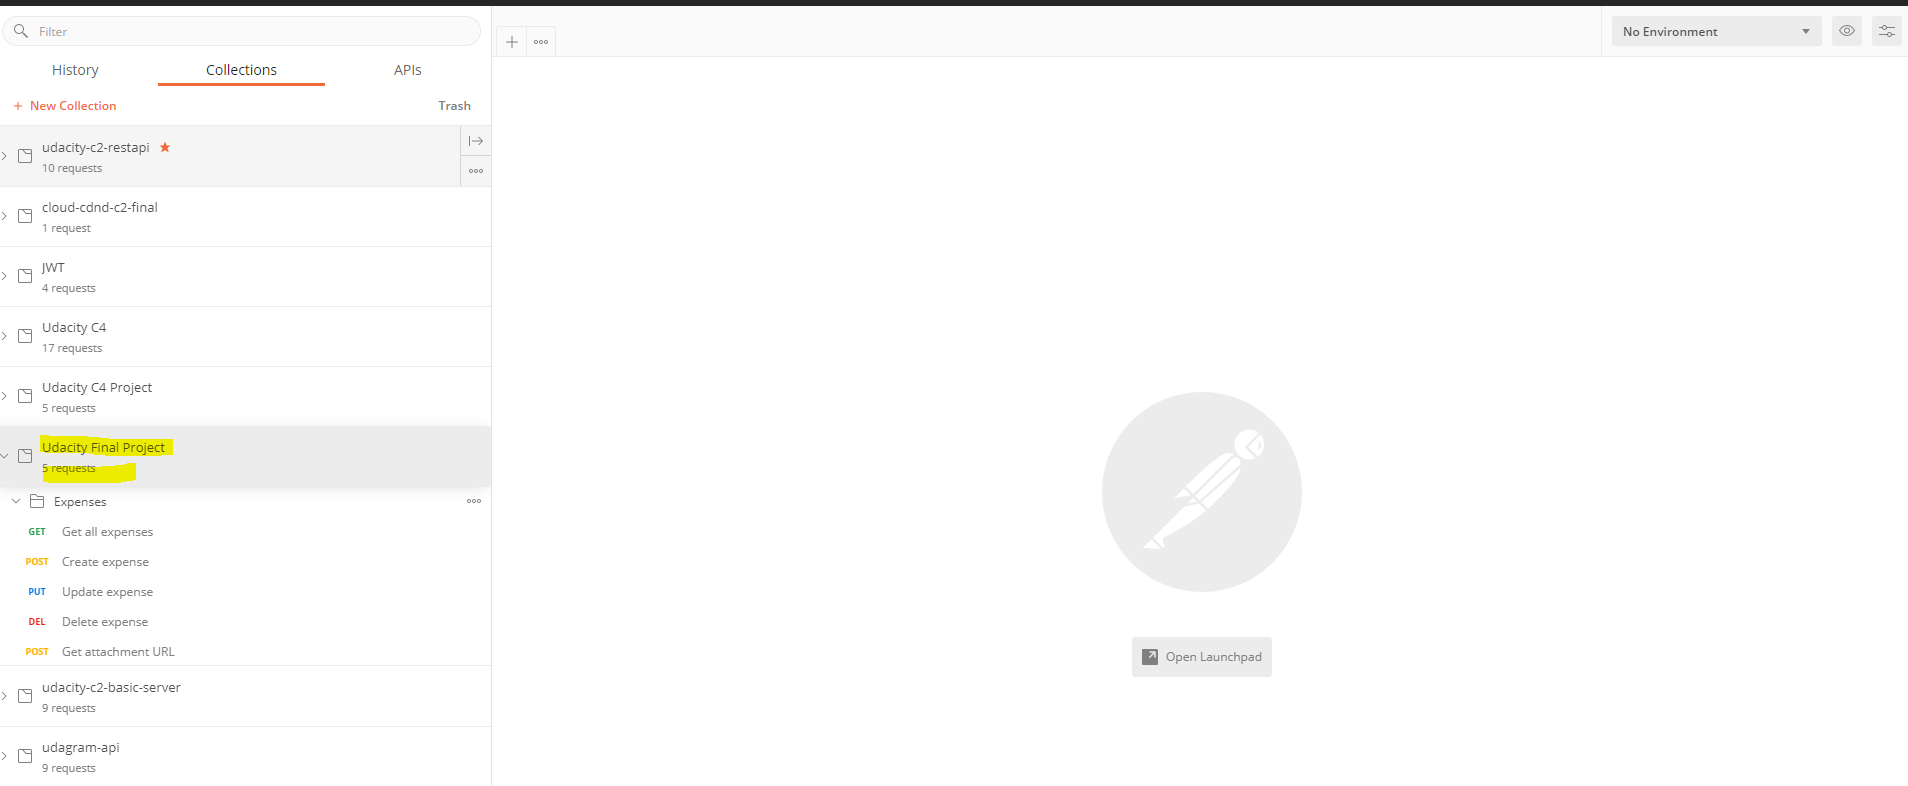 Filter
No Environment
History Collections APIs
+ New Collection Trash
udacity-c2-restapi
10 requests
cloud-cdnd-c2-final
1 request
JWT
4 requests
Udacity C4
17 requests
Udacity C4 Project
5 requests
Udacity Final Project
5 requests
Expenses
GET Get all expenses
POST Create expense
PUT Update expense
DEL Delete expense
POST Get attachment URL
udacity-c2-basic-server
9 requests
udagram-api
9 requests
Open Launchpad